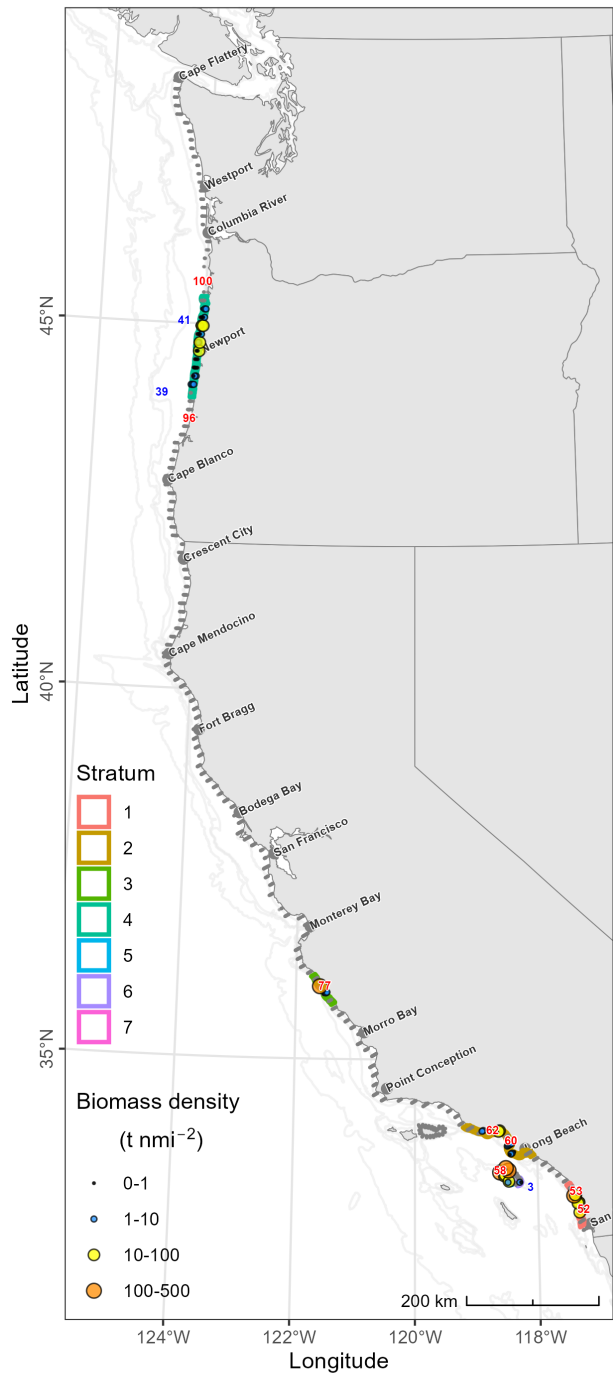 Cape Flattery
Westport
Columbia River
100
45°N
41
Newport
39
96
Cape Blanco
Crescent City
Cape Mendocino
Latitude
40°N
Fort Bragg
Stratum
1
2
3
4
5
6
7
Bodega Bay
San Francisco
Monterey Bay
77
Morro Bay
35°N
Point Conception
62
60
Long Beach
58
3
53
52
San
Biomass density
(t nmi⁻²)
0-1
1-10
10-100
100-500
200 km
124°W 122°W 120°W 118°W
Longitude